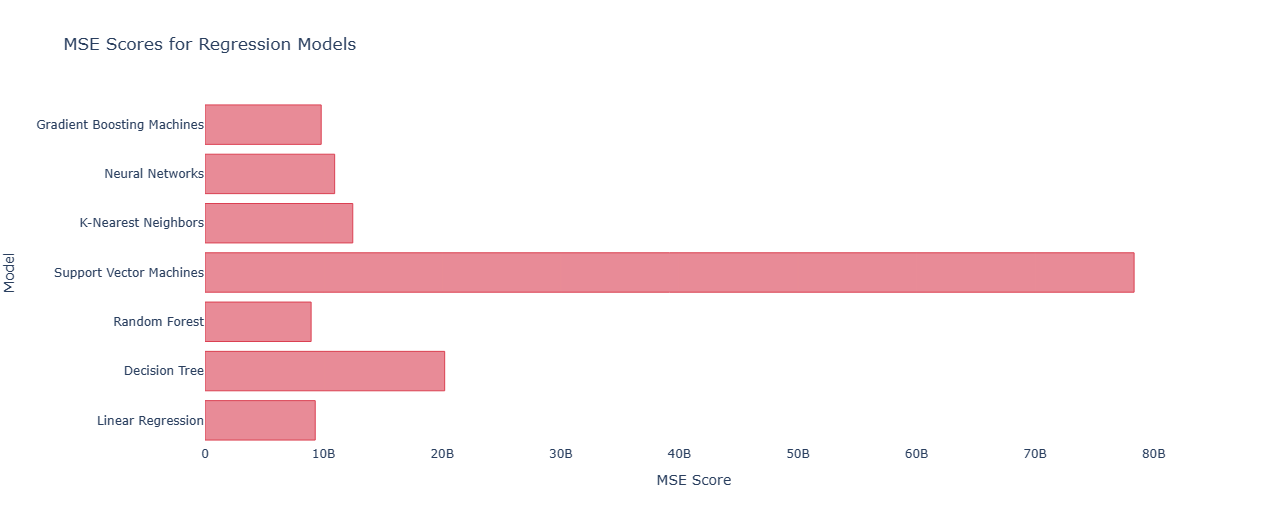 MSE Scores for Regression Models
Gradient Boosting Machines
Neural Networks
K-Nearest Neighbors
Support Vector Machines
Random Forest
Decision Tree
Linear Regression
Model
0 10B 20B 30B 40B 50B 60B 70B 80B
MSE Score